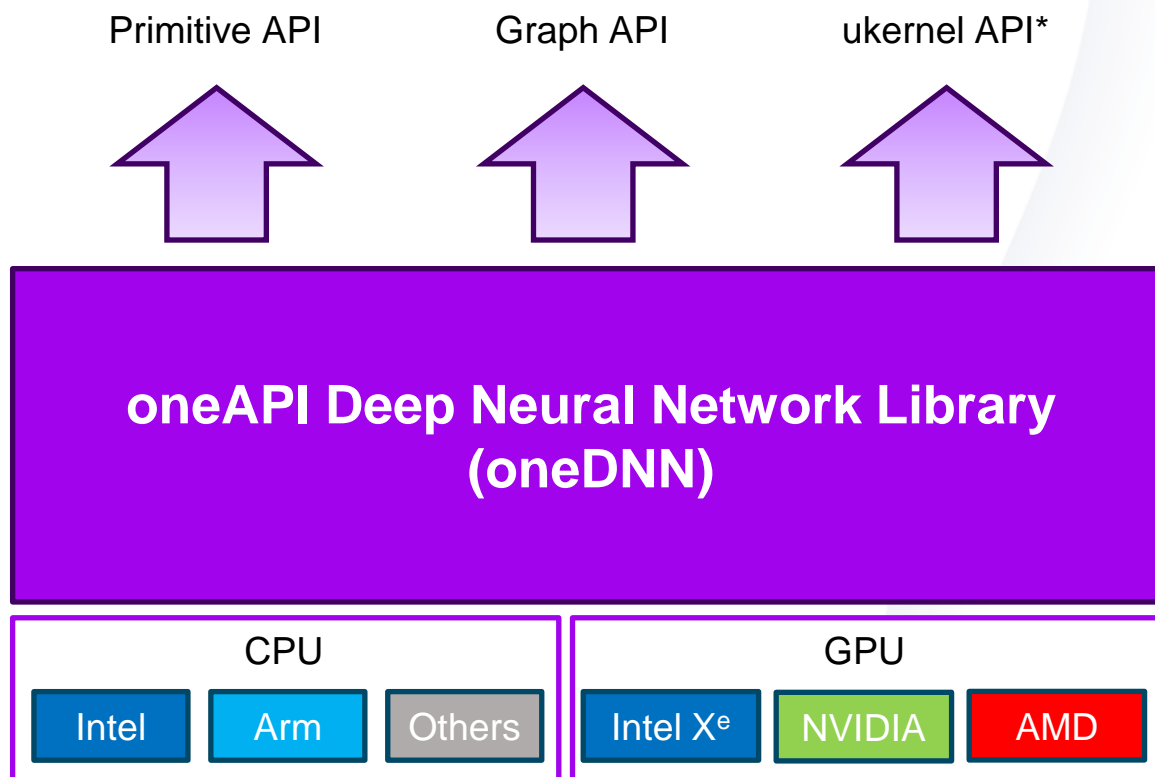 Primitive API
Graph API
ukernel API*
oneAPI Deep Neural Network Library
(oneDNN)
CPU
GPU
Intel
Arm
Others
Intel Xᵉ
NVIDIA
AMD